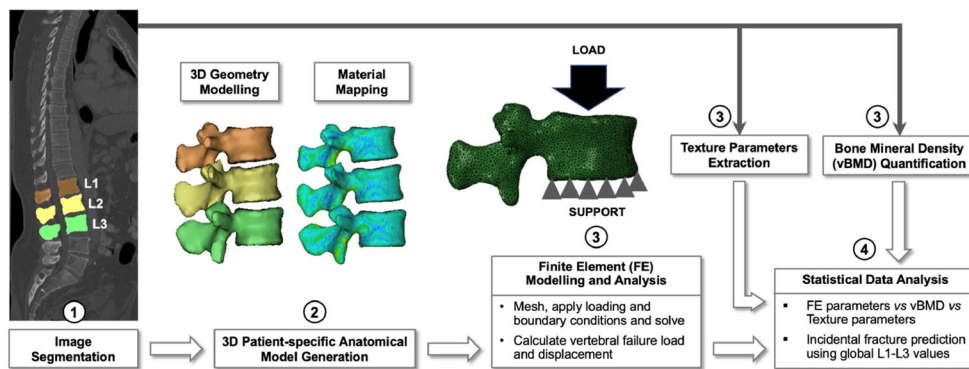 L1
L2
L3
1
Image
Segmentation
3D Geometry
Modelling
Material
Mapping
2
3D Patient-specific Anatomical
Model Generation
LOAD
SUPPORT
3
Finite Element (FE)
Modelling and Analysis
• Mesh, apply loading and
boundary conditions and solve
• Calculate vertebral failure load
and displacement
3
Texture Parameters
Extraction
3
Bone Mineral Density
(vBMD) Quantification
4
Statistical Data Analysis
▪ FE parameters vs vBMD vs
Texture parameters
▪ Incidental fracture prediction
using global L1-L3 values